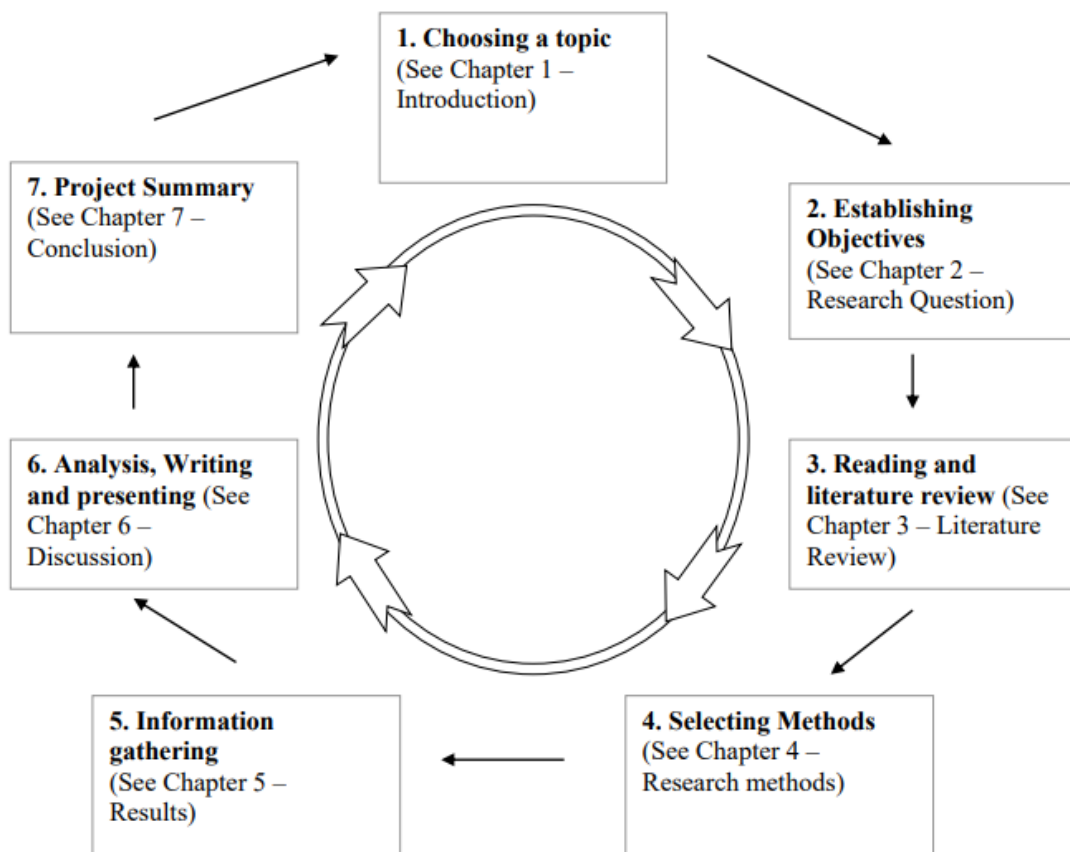 1. Choosing a topic
(See Chapter 1 –
Introduction)
2. Establishing
Objectives
(See Chapter 2 –
Research Question)
3. Reading and
literature review (See
Chapter 3 – Literature
Review)
4. Selecting Methods
(See Chapter 4 –
Research methods)
5. Information
gathering
(See Chapter 5 –
Results)
6. Analysis, Writing
and presenting (See
Chapter 6 –
Discussion)
7. Project Summary
(See Chapter 7 –
Conclusion)